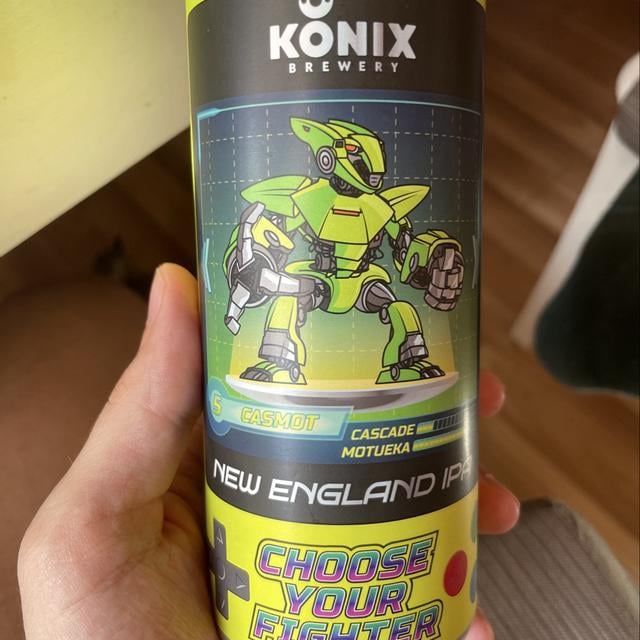 KONIX
BREWERY
5 CASMOT
CASCADE
MOTUEKA
NEW ENGLAND IPA
CHOOSE
YOUR
FIGHTER